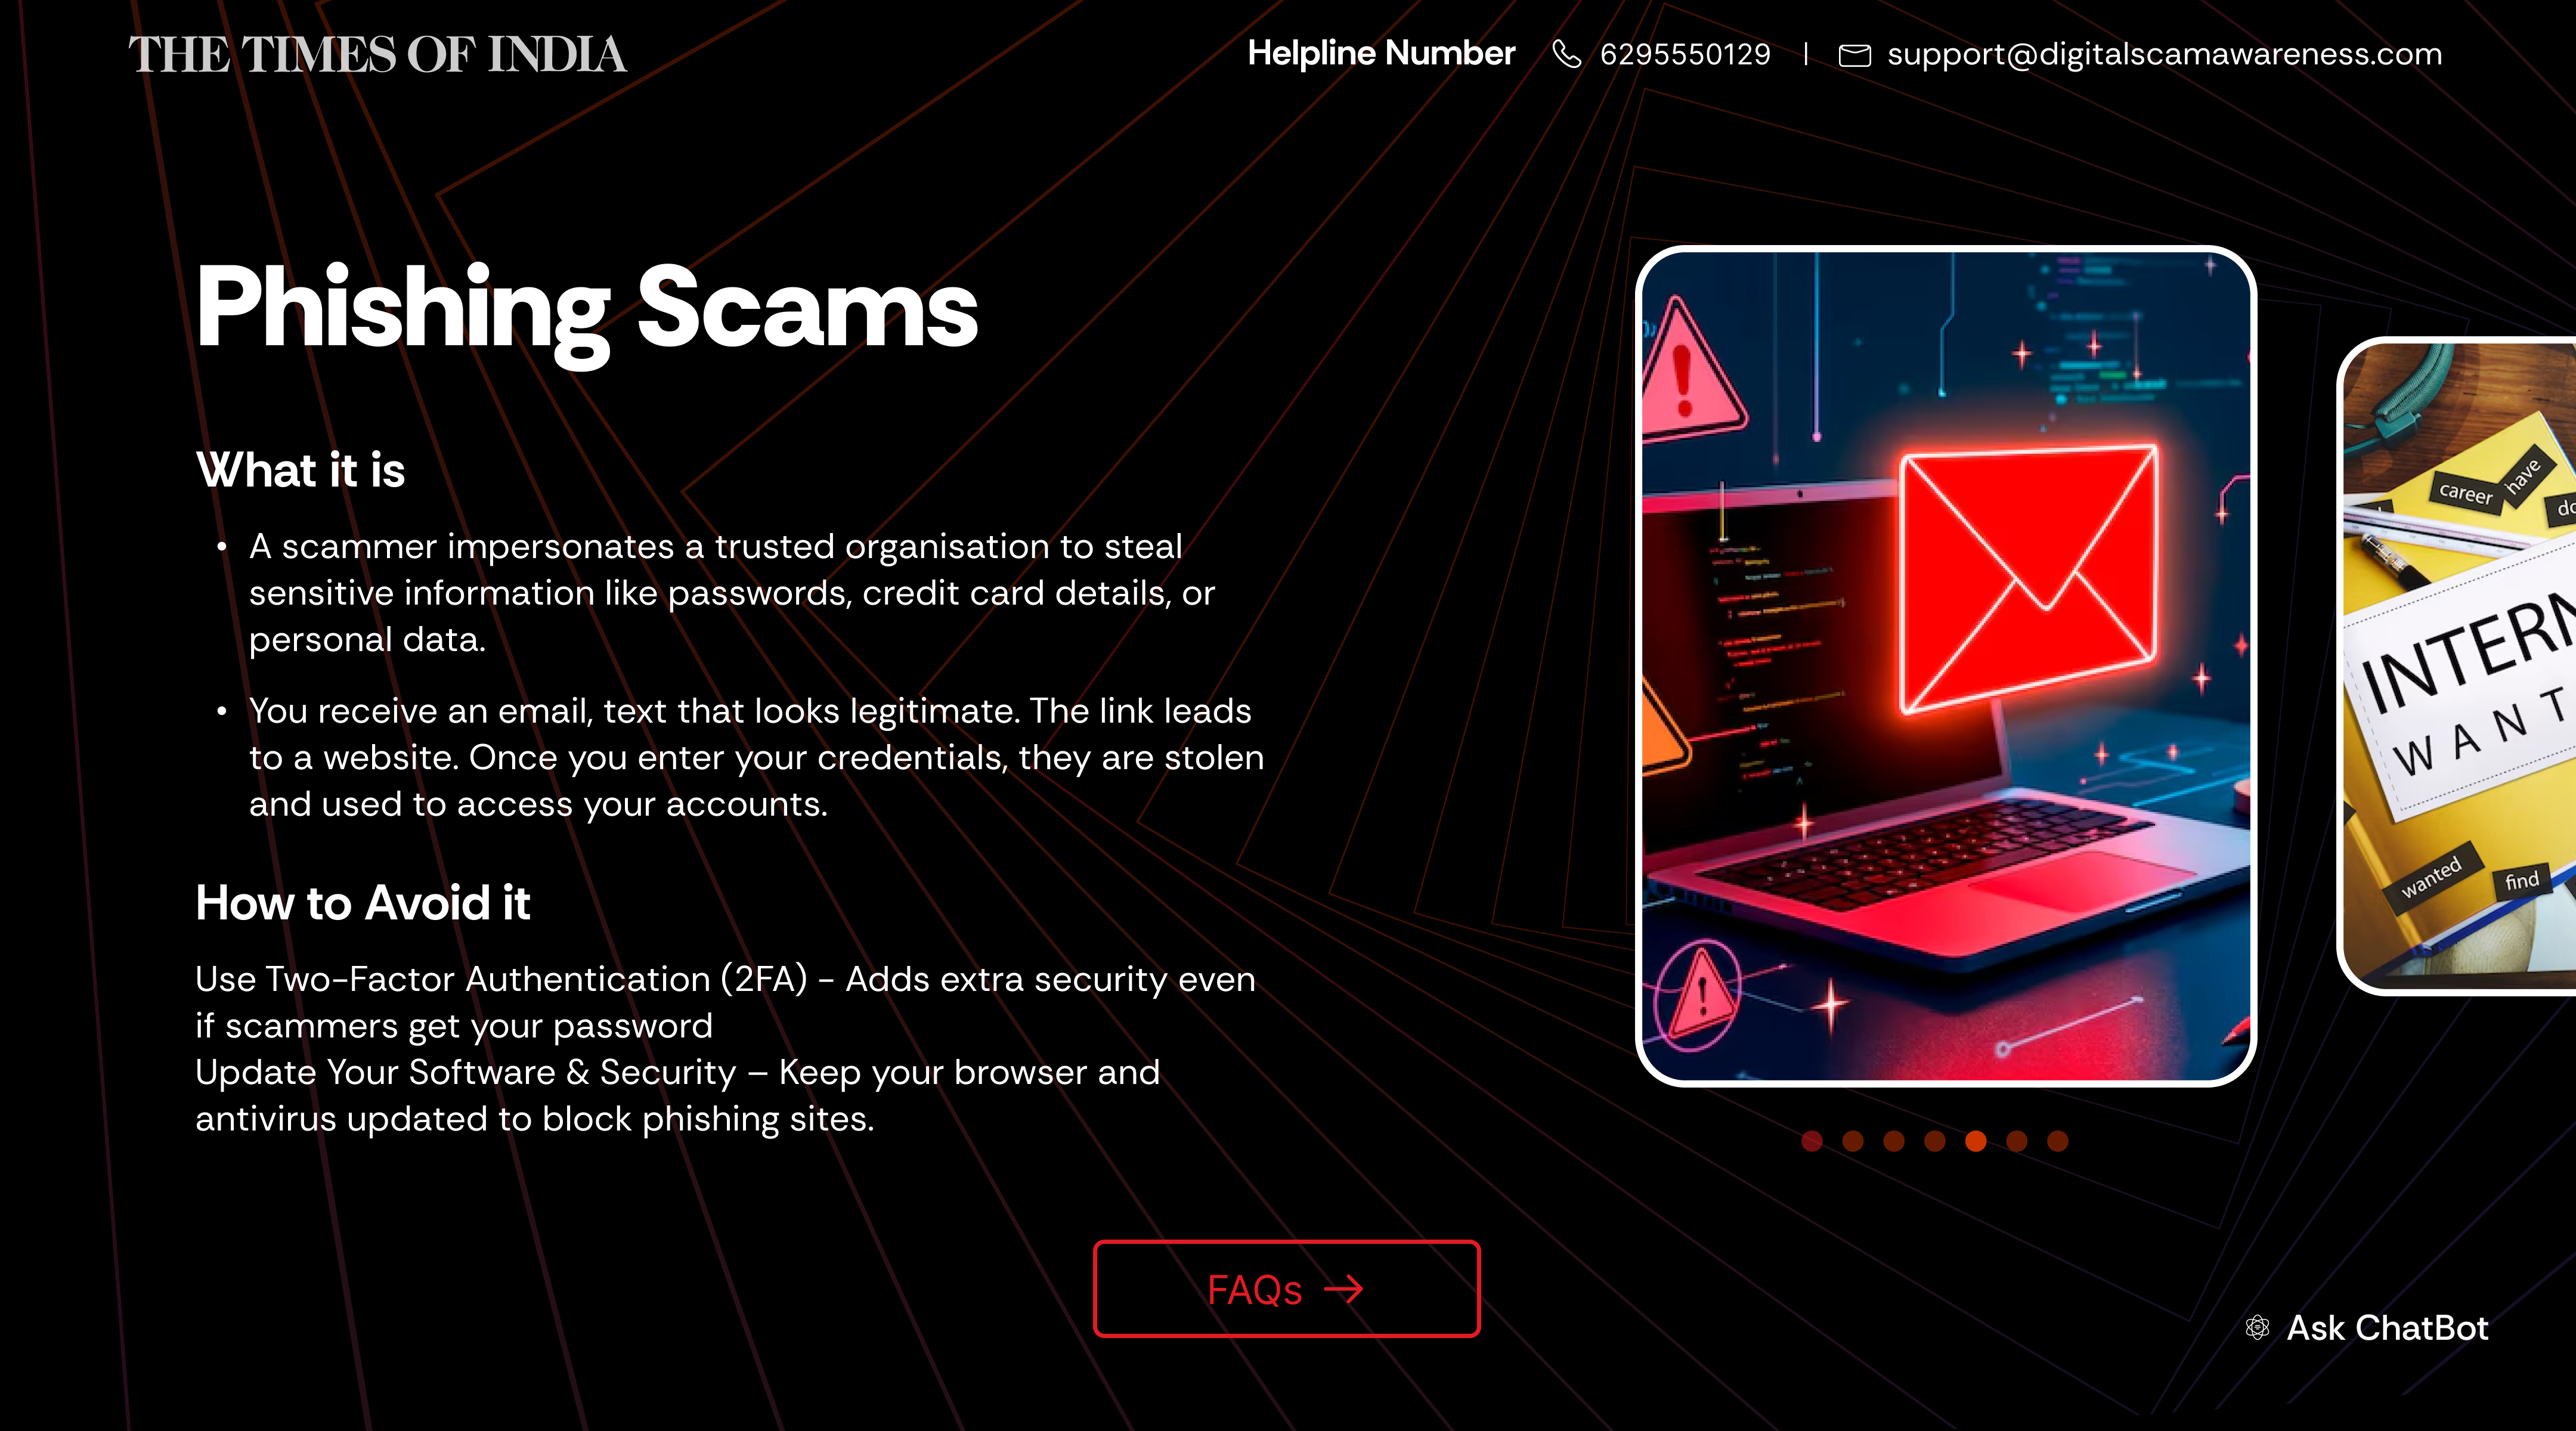 THE TIMES OF INDIA
Helpline Number 6295550129 | support@digitalscamawareness.com
Phishing Scams
What it is
• A scammer impersonates a trusted organisation to steal
sensitive information like passwords, credit card details, or
personal data.
• You receive an email, text that looks legitimate. The link leads
to a website. Once you enter your credentials, they are stolen
and used to access your accounts.
How to Avoid it
Use Two-Factor Authentication (2FA) - Adds extra security even
if scammers get your password
Update Your Software & Security – Keep your browser and
antivirus updated to block phishing sites.
career
have
INTERN
WANT
wanted
find
FAQs →
Ask ChatBot